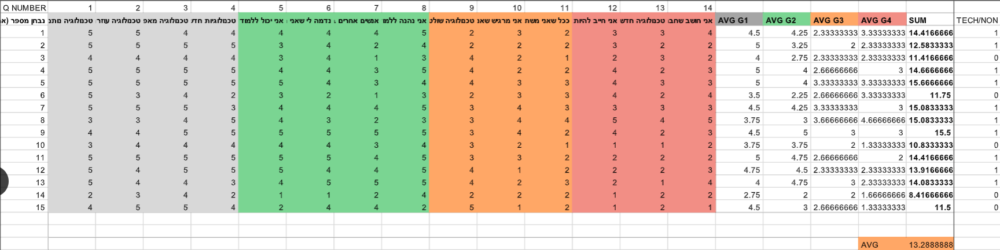 Q NUMBER 1 2 3 4 5 6 7 8 9 10 11 12 13 14
נבחן מספר (א טכנולוגיה נותנ טכנולוגיה עוזר טכנולוגיה מאפ טכנולוגיות חדע אני יכול ללמוד נדמה לי שאני אנשים אחרים אני נהנה ללמו טכנולוגיה שולט אני מרגיש שאנ ככל שאני משת אני חייב להיות טכנולוגיה חדש אני חושב שחב AVG G1 AVG G2 AVG G3 AVG G4 SUM TECH/NON
1 5 5 4 4 4 4 4 5 2 3 2 3 3 4 4.5 4.25 2.33333333 3.33333333 14.4166666 1
2 5 5 5 5 3 4 2 4 2 2 2 3 2 2 5 3.25 2 2.33333333 12.5833333 1
3 4 4 4 4 3 4 1 3 4 2 1 2 3 2 4 2.75 2.33333333 2.33333333 11.4166666 0
4 5 5 5 5 4 4 3 5 4 2 2 4 2 3 5 4 2.66666666 3 14.6666666 1
5 5 5 5 5 5 4 3 4 4 3 3 4 3 3 5 4 3.33333333 3.33333333 15.6666666 1
6 5 3 4 2 3 2 1 3 2 3 3 4 2 4 3.5 2.25 2.66666666 3.33333333 11.75 0
7 5 5 5 3 4 4 4 5 3 4 3 3 3 3 4.5 4.25 3.33333333 3 15.0833333 1
8 3 3 4 5 4 3 2 3 3 4 4 5 4 5 3.75 3 3.66666666 4.66666666 15.0833333 1
9 4 4 5 5 5 5 5 5 3 4 2 4 2 3 4.5 5 3 3 15.5 1
10 3 4 4 4 4 4 3 4 3 2 1 1 1 2 3.75 3.75 2 1.33333333 10.8333333 0
11 5 5 5 5 5 5 4 5 3 3 2 2 2 2 5 4.75 2.66666666 2 14.4166666 1
12 5 4 5 5 5 4 4 5 4 1 2 2 2 3 4.75 4.5 2.33333333 2.33333333 13.9166666 1
13 5 4 4 3 4 5 5 5 4 2 3 2 1 4 4 4.75 3 2.33333333 14.0833333 1
14 2 3 4 2 1 1 2 4 2 2 2 1 2 2 2.75 2 2 1.66666666 8.41666666 0
15 4 5 5 4 2 4 4 2 5 1 2 1 2 1 4.5 3 2.66666666 1.33333333 11.5 0
AVG 13.2888888